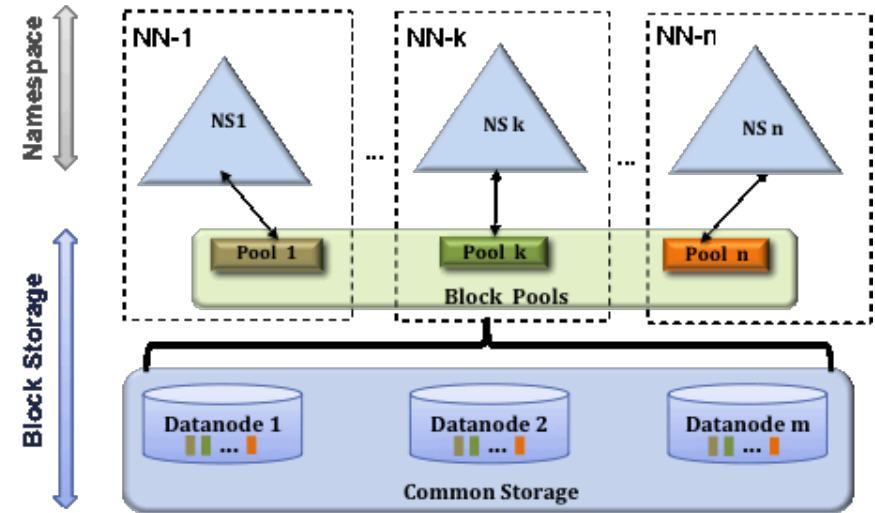 Namespace
NN-1
NN-k
NN-n
NS1
NS k
NS n
...
...
Block Storage
Pool 1
Pool k
Pool n
Block Pools
Datanode 1
...
Datanode 2
...
Datanode m
...
Common Storage